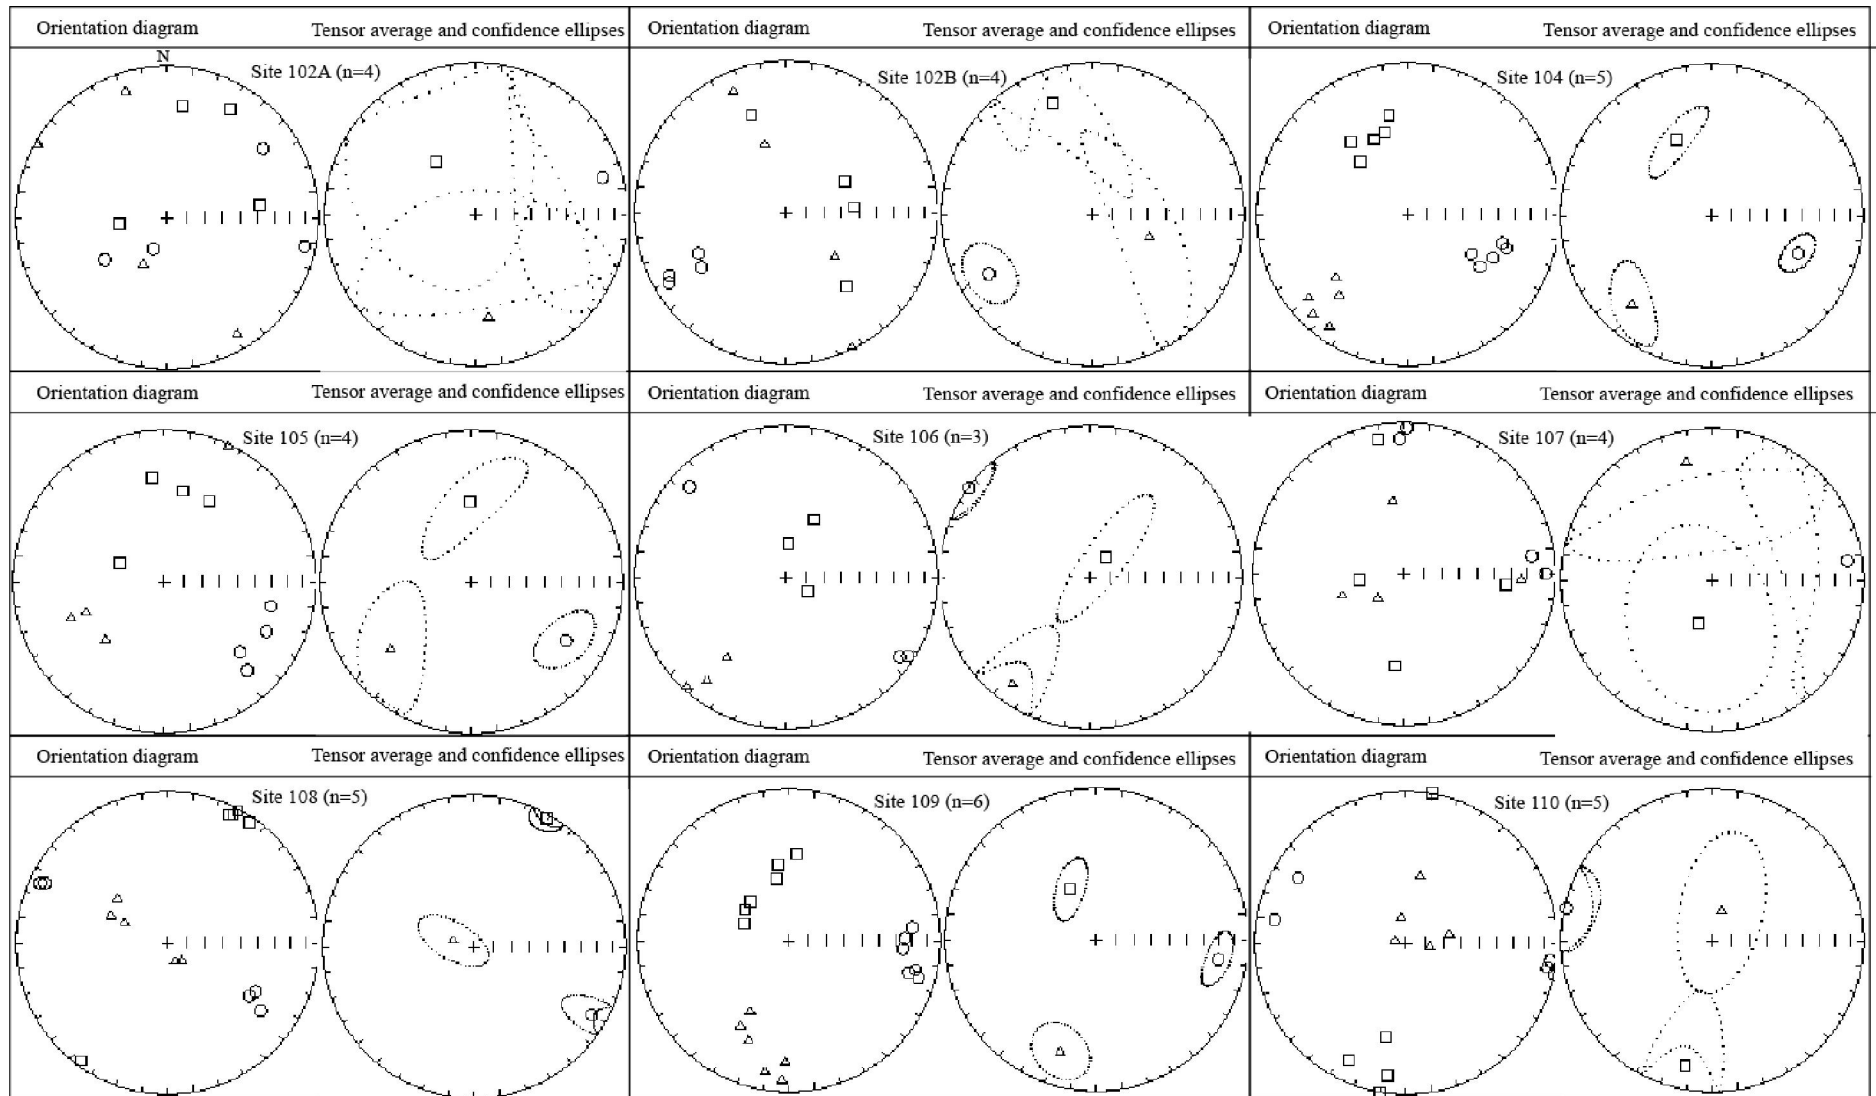 Orientation diagram Tensor average and confidence ellipses Orientation diagram Tensor average and confidence ellipses Orientation diagram Tensor average and confidence ellipses
N
Site 102A (n=4) Site 102B (n=4) Site 104 (n=5)
Orientation diagram Tensor average and confidence ellipses Orientation diagram Tensor average and confidence ellipses Orientation diagram Tensor average and confidence ellipses
Site 105 (n=4) Site 106 (n=3) Site 107 (n=4)
Orientation diagram Tensor average and confidence ellipses Orientation diagram Tensor average and confidence ellipses Orientation diagram Tensor average and confidence ellipses
Site 108 (n=5) Site 109 (n=6) Site 110 (n=5)